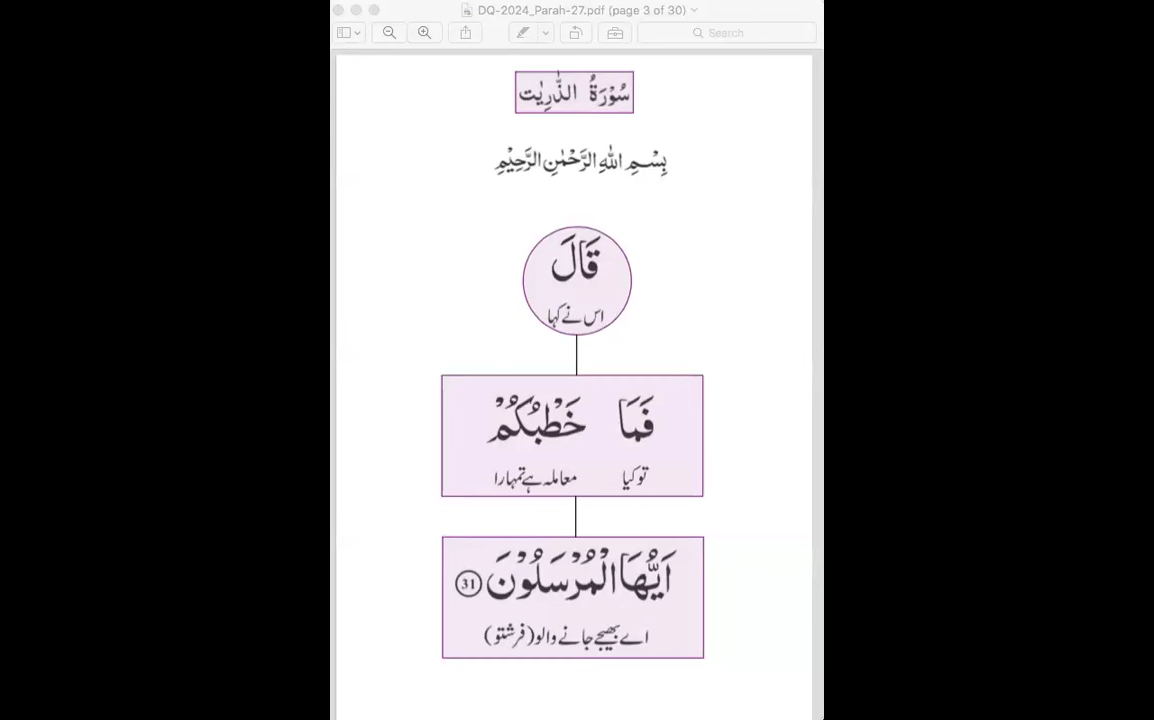 DQ-2024_Parah-27.pdf (page 3 of 30)
Search
سُوْرَةُ الذّٰرِيٰت
بِسْمِ اللّٰهِ الرَّحْمٰنِ الرَّحِيْمِ
قَالَ
اس نے کہا
فَمَا خَطْبُكُمْ
تو کیا معاملہ ہے تمہارا
اَيُّهَا الْمُرْسَلُوْنَ 31
اے بھیجے جانے والو (فرشتو)